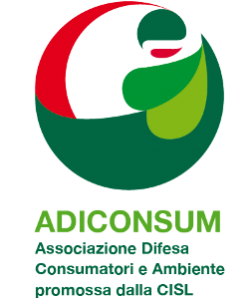 ADICONSUM
Associazione Difesa
Consumatori e Ambiente
promossa dalla CISL